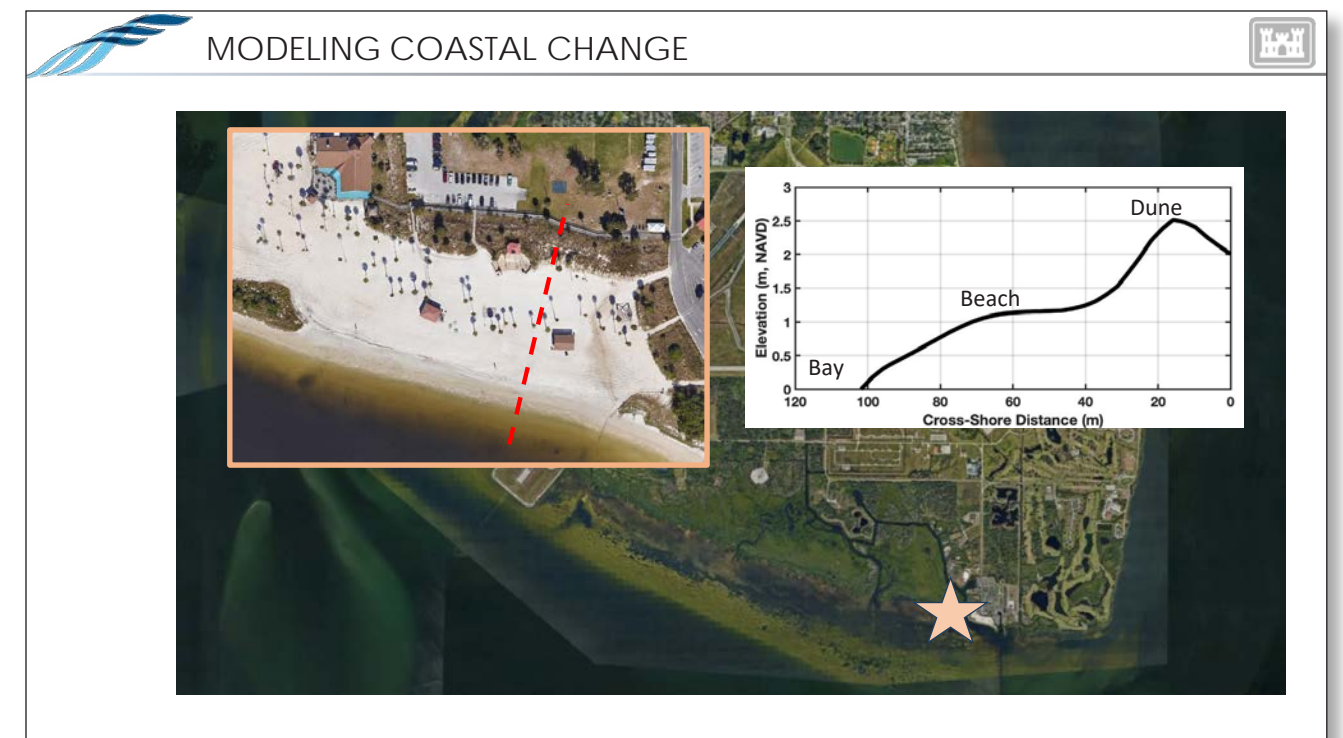 MODELING COASTAL CHANGE
3
2.5
2
1.5
1
0.5
0
Elevation (m, NAVD)
Dune
Beach
Bay
120 100 80 60 40 20 0
Cross-Shore Distance (m)